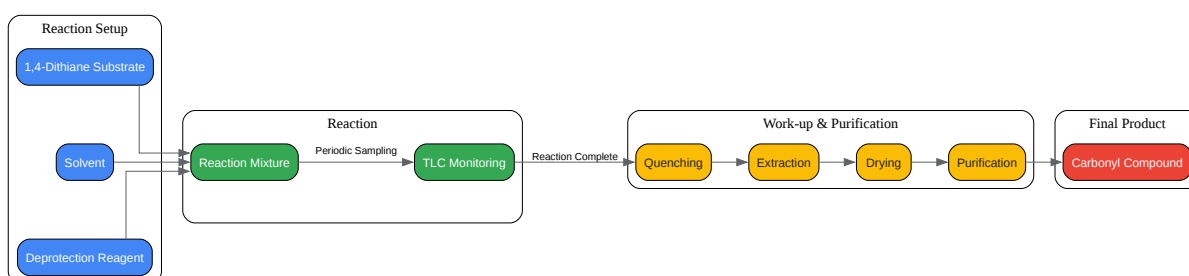 Reaction Setup
1,4-Dithiane Substrate
Solvent
Deprotection Reagent
Reaction
Reaction Mixture
Periodic Sampling
TLC Monitoring
Reaction Complete
Work-up & Purification
Quenching
Extraction
Drying
Purification
Final Product
Carbonyl Compound